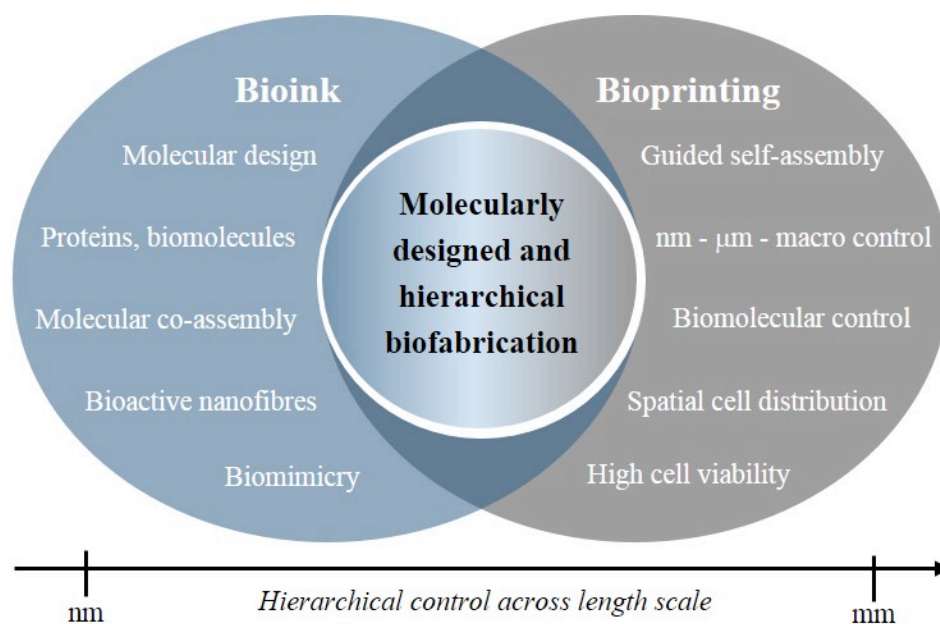 Bioink
Molecular design
Proteins, biomolecules
Molecular co-assembly
Bioactive nanofibres
Biomimicry
Molecularly
designed and
hierarchical
biofabrication
Bioprinting
Guided self-assembly
nm - μm - macro control
Biomolecular control
Spatial cell distribution
High cell viability
nm
Hierarchical control across length scale
mm